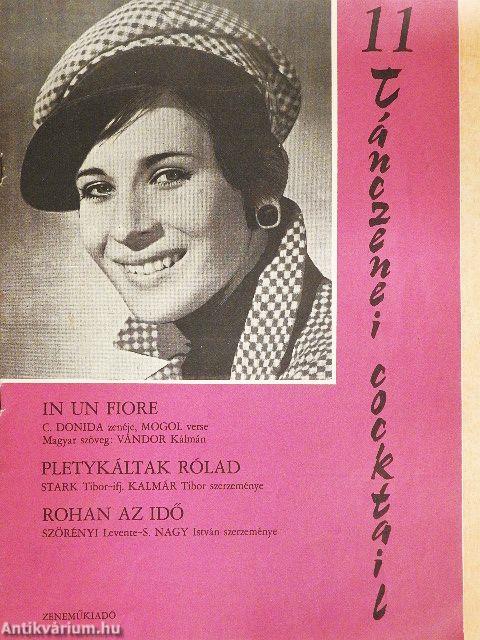 11
Tánczenei cocktail
IN UN FIORE
C. DONIDA zenéje, MOGOL verse
Magyar szöveg: VÁNDOR Kálmán
PLETYKÁLTAK RÓLAD
STARK Tibor–ifj. KALMÁR Tibor szerzeménye
ROHAN AZ IDŐ
SZÖRÉNYI Levente–S. NAGY István szerzeménye
ZENEMŰKIADÓ
Antikvárium.hu